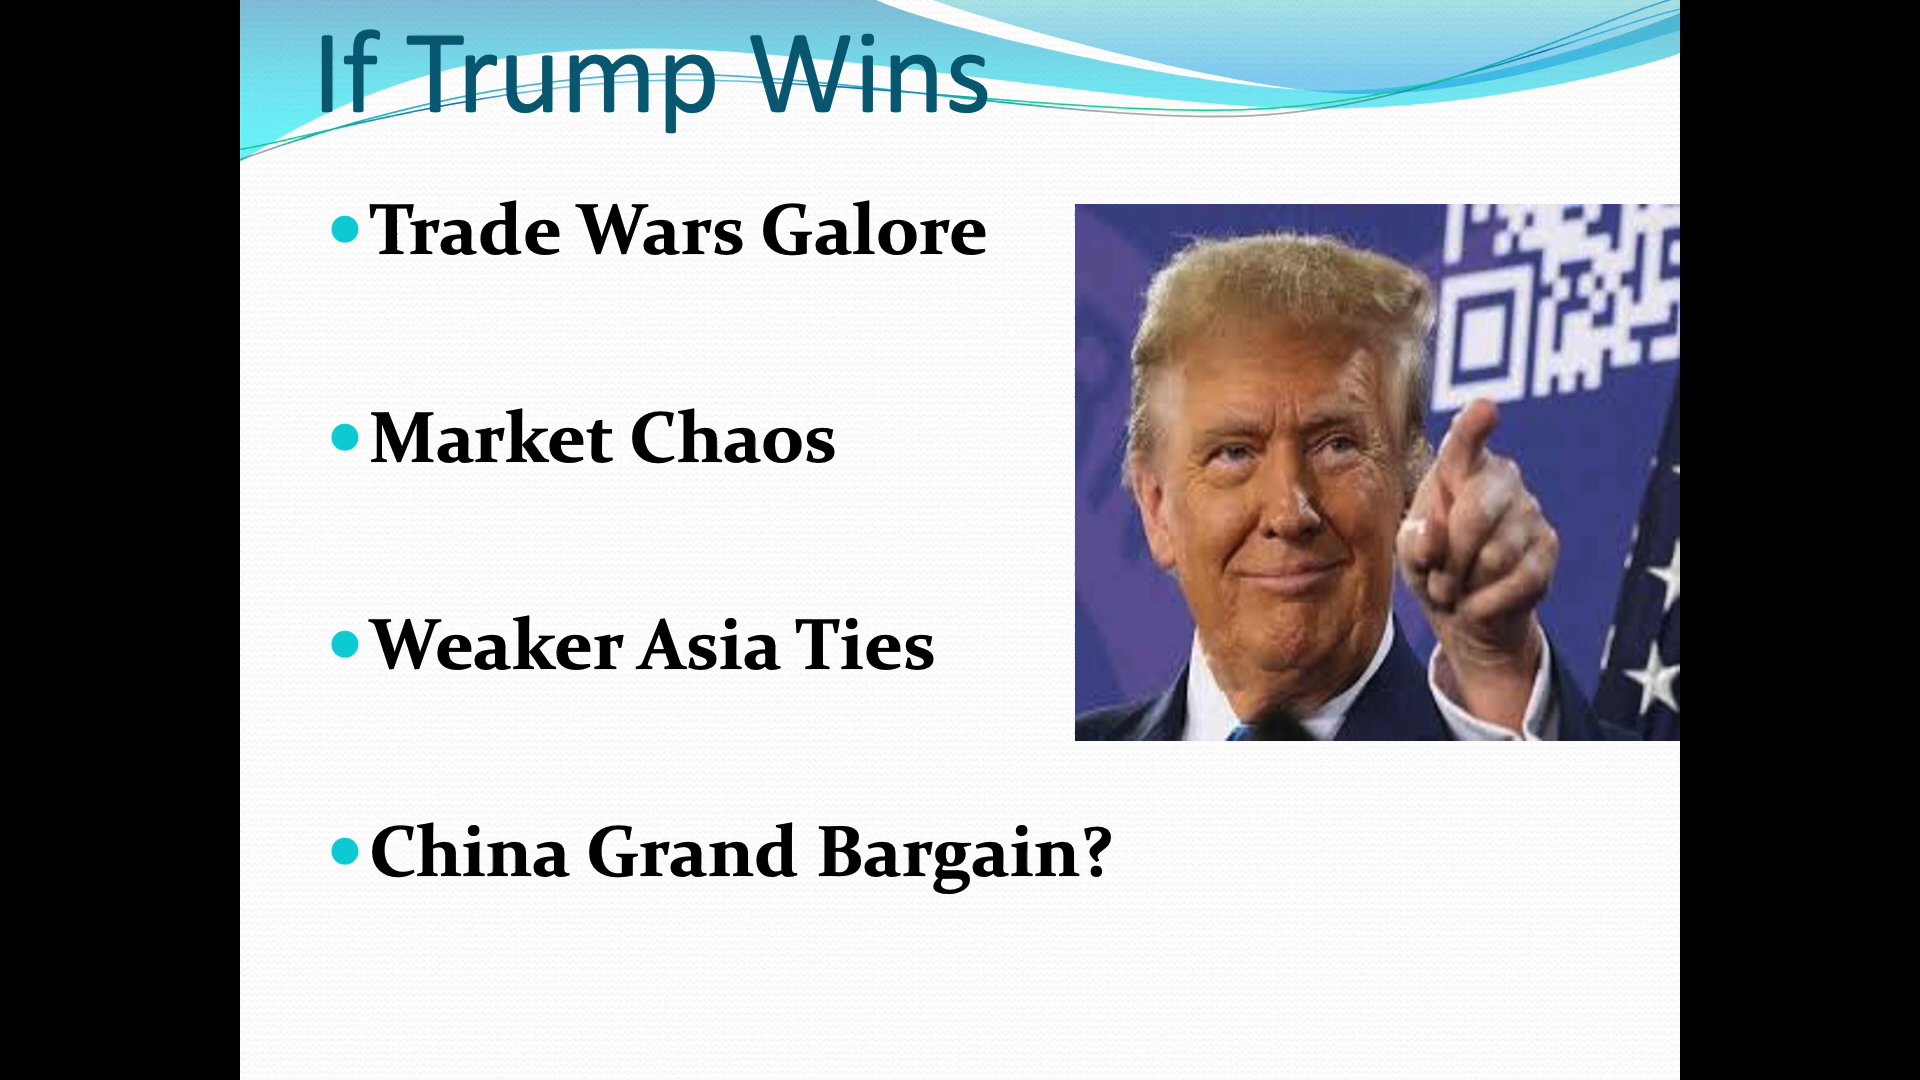 If Trump Wins
Trade Wars Galore
Market Chaos
Weaker Asia Ties
China Grand Bargain?